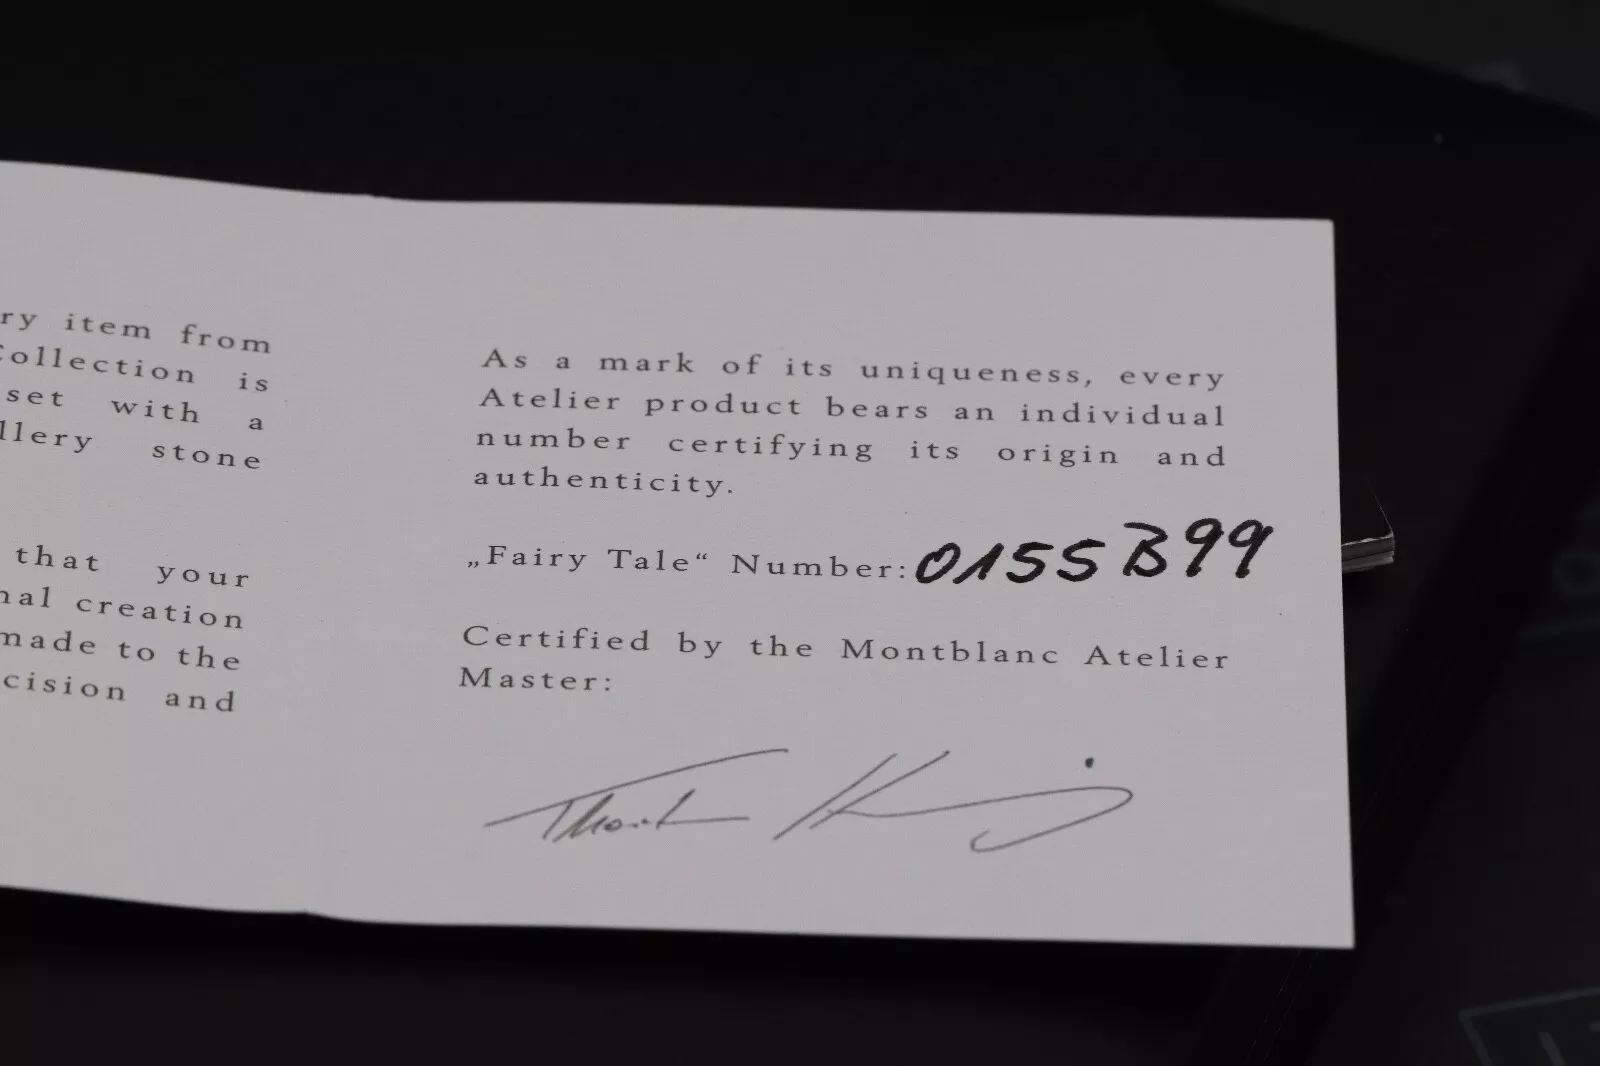 ry item from
Collection is
set with a
llery stone
that your
nal creation
made to the
cision and
As a mark of its uniqueness, every
Atelier product bears an individual
number certifying its origin and
authenticity.
„Fairy Tale“ Number: 0155B99
Certified by the Montblanc Atelier
Master: